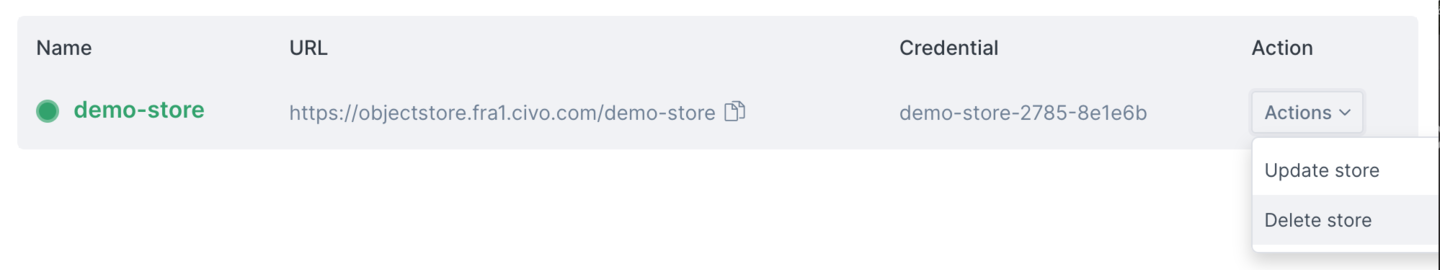 Name URL Credential Action
demo-store https://objectstore.fra1.civo.com/demo-store demo-store-2785-8e1e6b Actions
Update store
Delete store